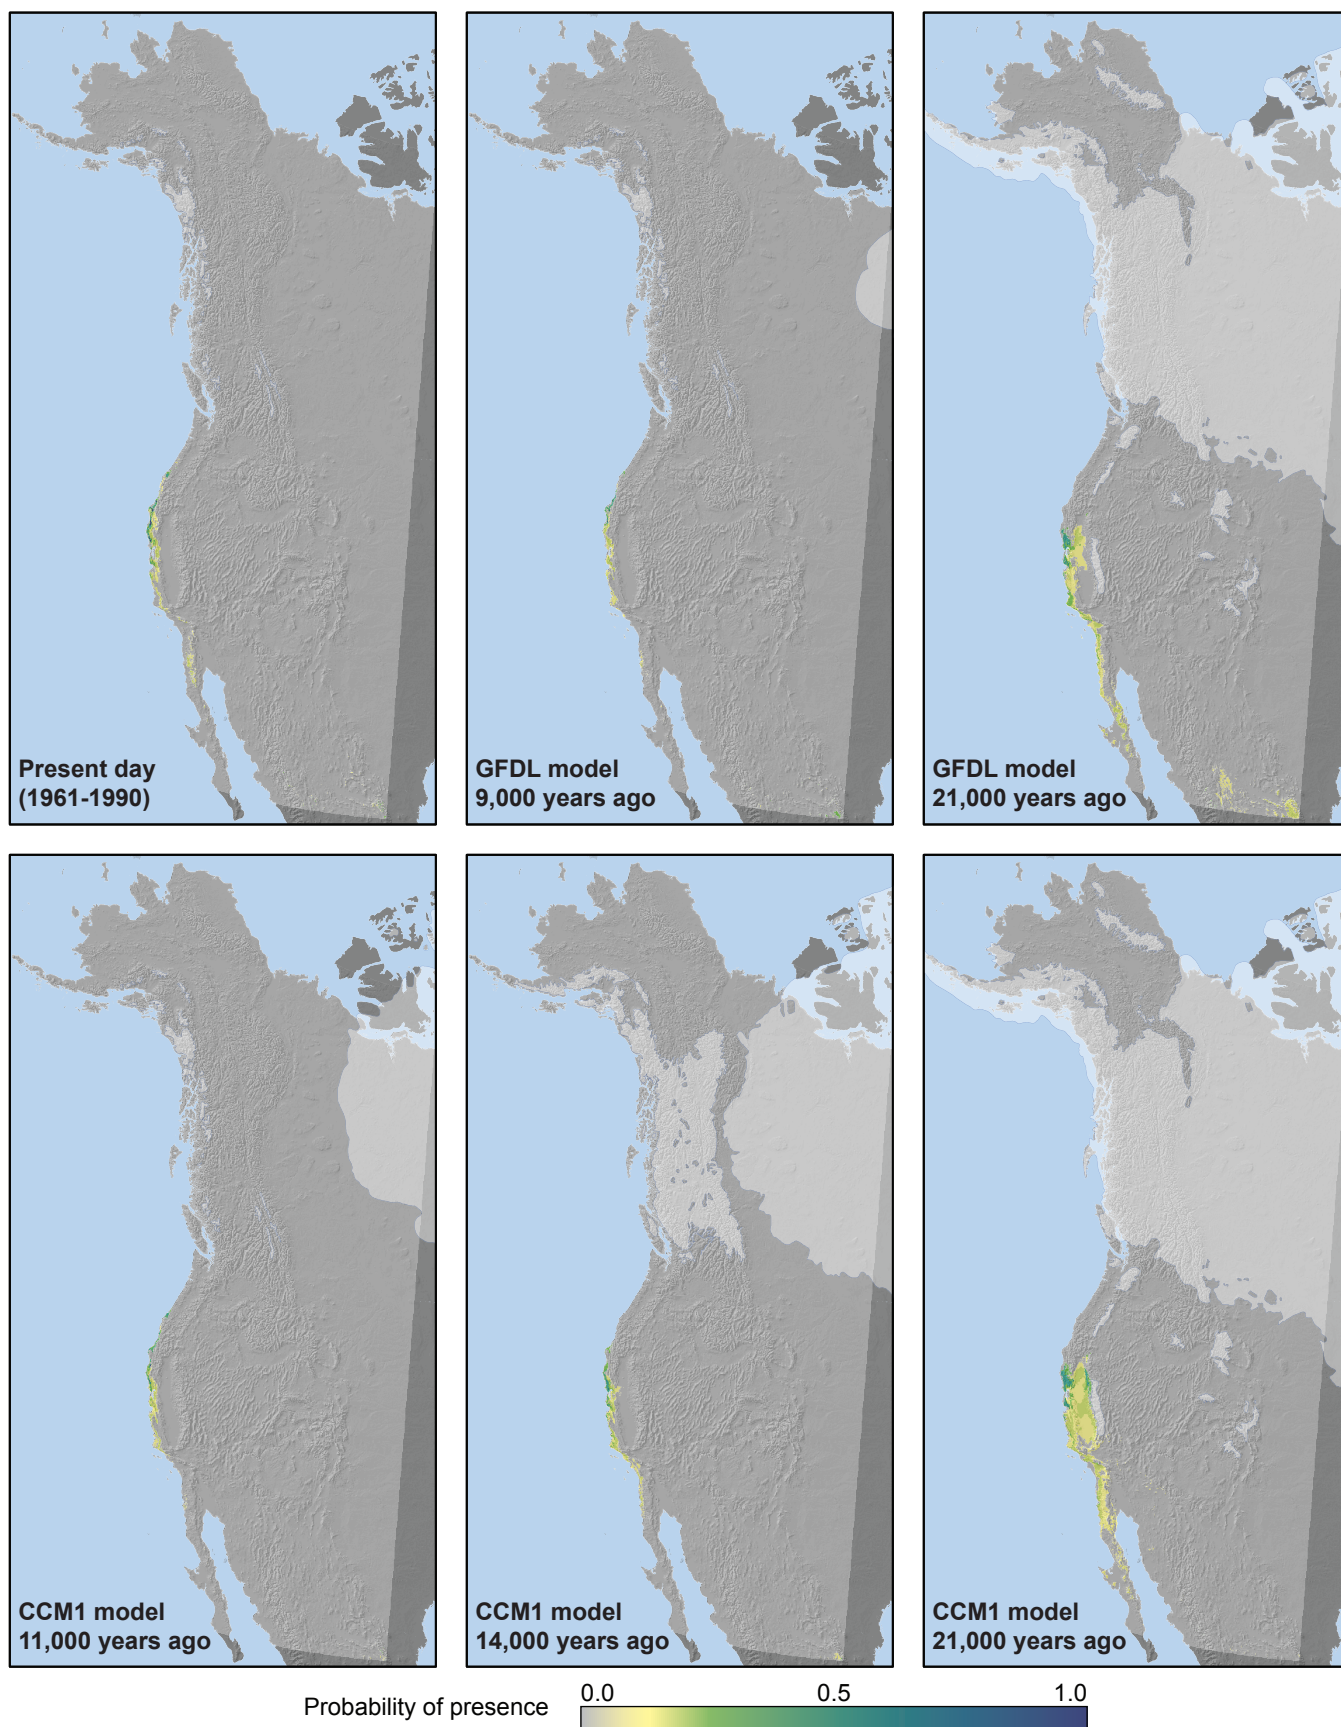 Present day
(1961-1990)
GFDL model
9,000 years ago
GFDL model
21,000 years ago
CCM1 model
11,000 years ago
CCM1 model
14,000 years ago
CCM1 model
21,000 years ago
Probability of presence
0.0 0.5 1.0